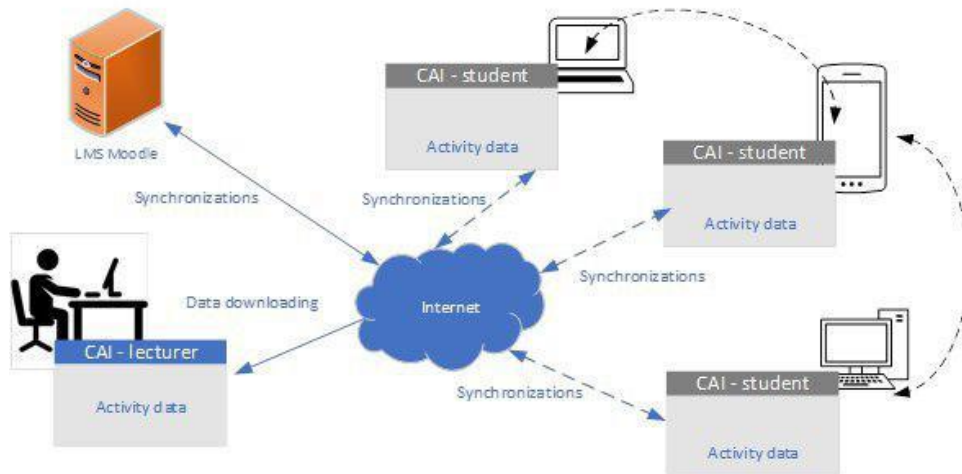 CAI - student
Activity data
LMS Moodle
CAI - student
Activity data
Synchronizations
Synchronizations
Synchronizations
Data downloading
Internet
CAI - lecturer
Activity data
Synchronizations
CAI - student
Activity data